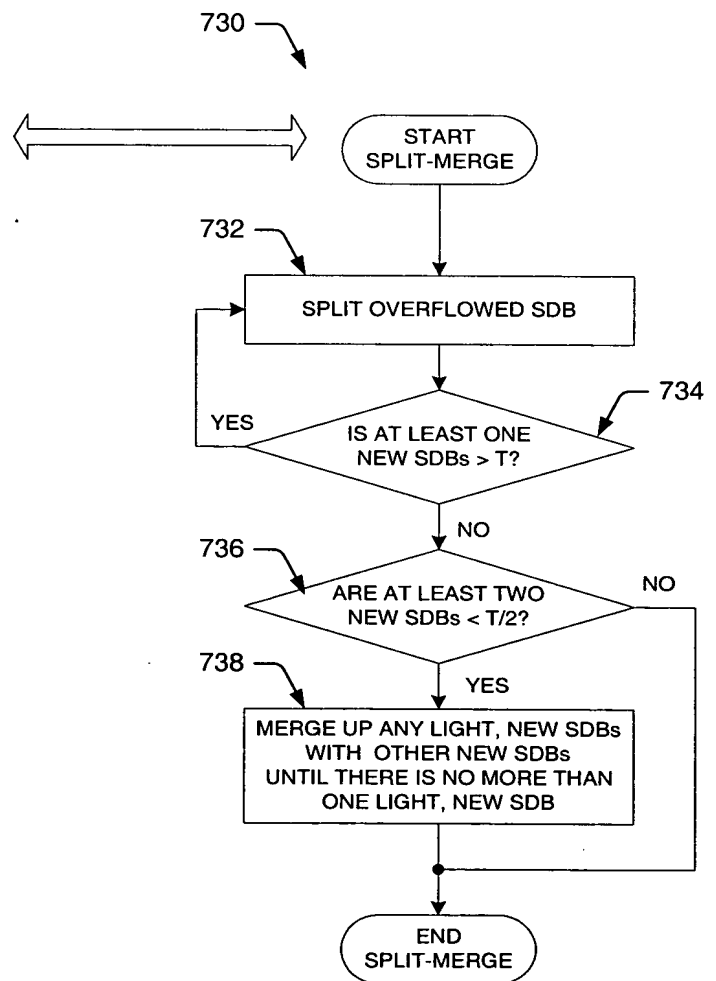 730
START
SPLIT-MERGE
732
SPLIT OVERFLOWED SDB
734
YES
IS AT LEAST ONE
NEW SDBs > T?
NO
736
ARE AT LEAST TWO
NEW SDBs < T/2?
NO
738
YES
MERGE UP ANY LIGHT, NEW SDBs
WITH OTHER NEW SDBs
UNTIL THERE IS NO MORE THAN
ONE LIGHT, NEW SDB
END
SPLIT-MERGE